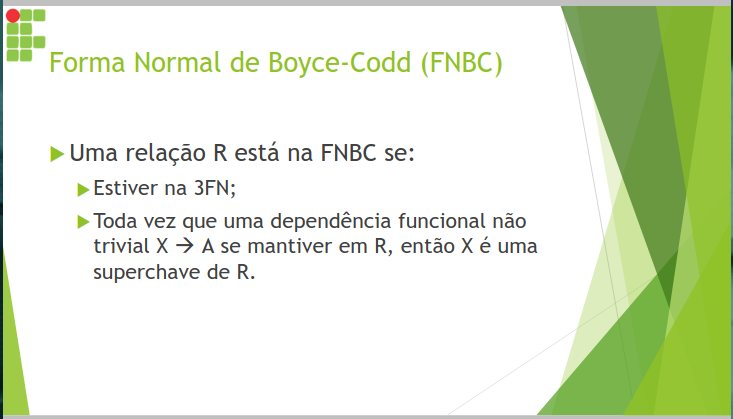 Forma Normal de Boyce-Codd (FNBC)
Uma relação R está na FNBC se:
Estiver na 3FN;
Toda vez que uma dependência funcional não
trivial X → A se mantiver em R, então X é uma
superchave de R.